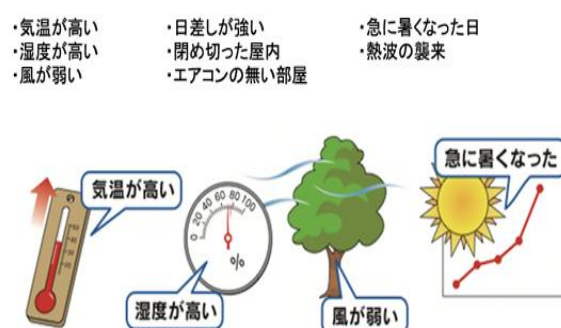 ・気温が高い
・湿度が高い
・風が弱い
・日差しが強い
・閉め切った屋内
・エアコンの無い部屋
・急に暑くなった日
・熱波の襲来
気温が高い
0 20 40 60 80 100
%
湿度が高い
風が弱い
急に暑くなった